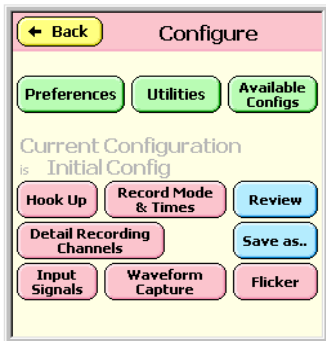 ← Back Configure
Preferences Utilities Available
Configs
Current Configuration
is Initial Config
Hook Up Record Mode
& Times Review
Detail Recording
Channels Save as..
Input
Signals Waveform
Capture Flicker